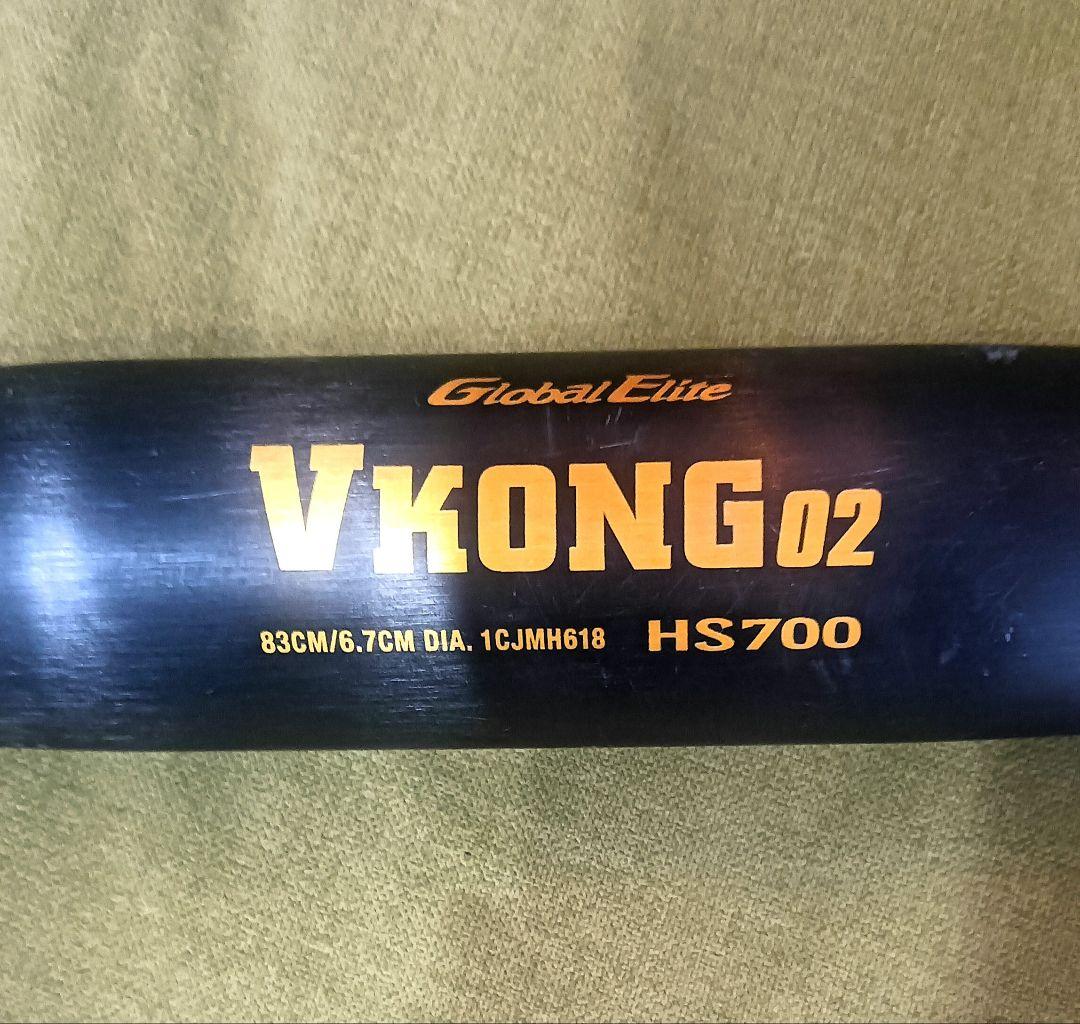 Global Elite
VKONG02
83CM/6.7CM DIA. 1CJMH618 HS700